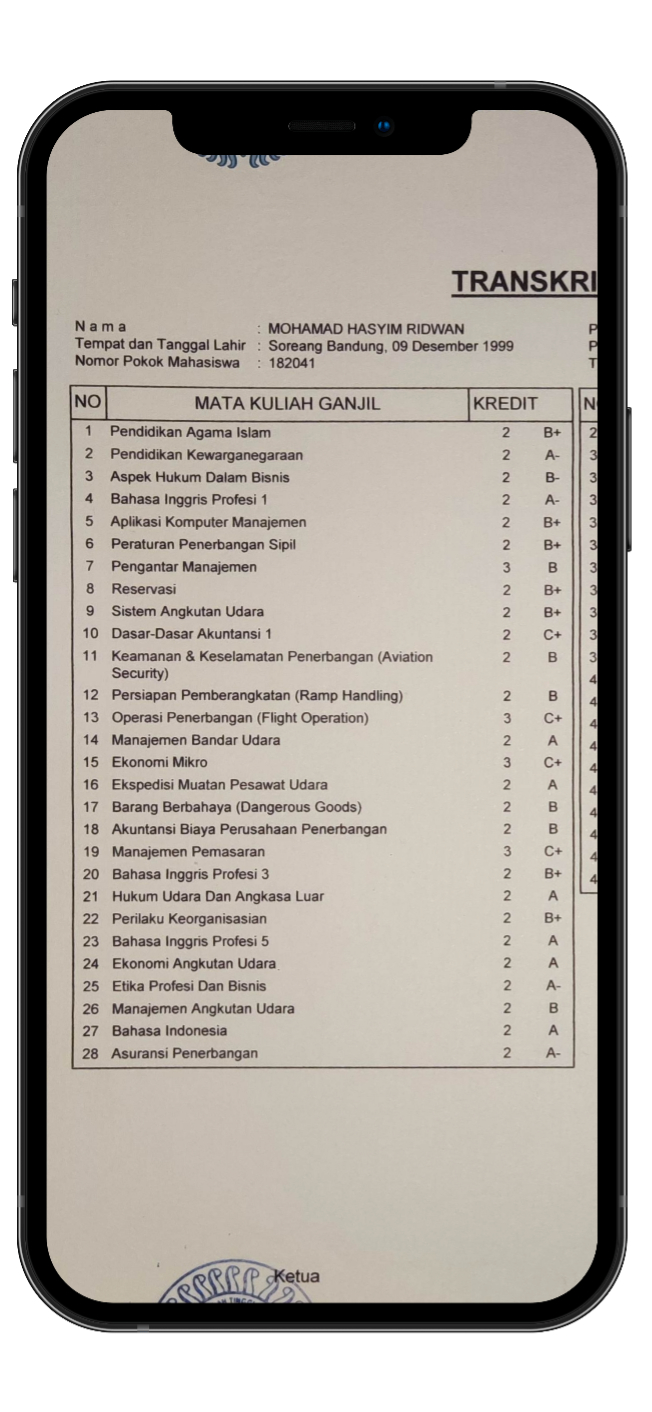 TRANSKRI
N a m a : MOHAMAD HASYIM RIDWAN P
Tempat dan Tanggal Lahir : Soreang Bandung, 09 Desember 1999 P
Nomor Pokok Mahasiswa : 182041 T
NO MATA KULIAH GANJIL KREDIT N
1 Pendidikan Agama Islam 2 B+ 2
2 Pendidikan Kewarganegaraan 2 A- 3
3 Aspek Hukum Dalam Bisnis 2 B- 3
4 Bahasa Inggris Profesi 1 2 A- 3
5 Aplikasi Komputer Manajemen 2 B+ 3
6 Peraturan Penerbangan Sipil 2 B+ 3
7 Pengantar Manajemen 3 B 3
8 Reservasi 2 B+ 3
9 Sistem Angkutan Udara 2 B+ 3
10 Dasar-Dasar Akuntansi 1 2 C+ 3
11 Keamanan & Keselamatan Penerbangan (Aviation 2 B 3
Security) 4
12 Persiapan Pemberangkatan (Ramp Handling) 2 B 4
13 Operasi Penerbangan (Flight Operation) 3 C+ 4
14 Manajemen Bandar Udara 2 A 4
15 Ekonomi Mikro 3 C+ 4
16 Ekspedisi Muatan Pesawat Udara 2 A 4
17 Barang Berbahaya (Dangerous Goods) 2 B 4
18 Akuntansi Biaya Perusahaan Penerbangan 2 B 4
19 Manajemen Pemasaran 3 C+ 4
20 Bahasa Inggris Profesi 3 2 B+ 4
21 Hukum Udara Dan Angkasa Luar 2 A
22 Perilaku Keorganisasian 2 B+
23 Bahasa Inggris Profesi 5 2 A
24 Ekonomi Angkutan Udara 2 A
25 Etika Profesi Dan Bisnis 2 A-
26 Manajemen Angkutan Udara 2 B
27 Bahasa Indonesia 2 A
28 Asuransi Penerbangan 2 A-
Ketua